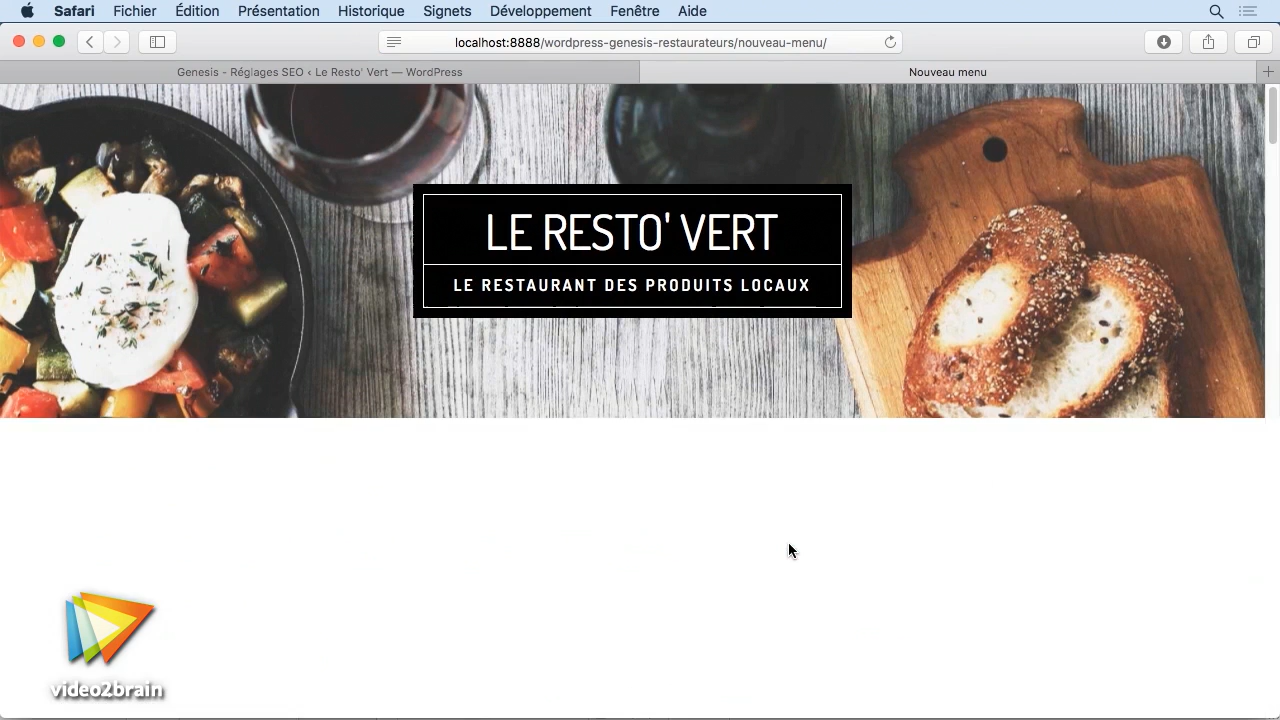 Safari Fichier Édition Présentation Historique Signets Développement Fenêtre Aide
localhost:8888/wordpress-genesis-restaurateurs/nouveau-menu/
Genesis - Réglages SEO ‹ Le Resto' Vert — WordPress
Nouveau menu
LE RESTO' VERT
LE RESTAURANT DES PRODUITS LOCAUX
video2brain